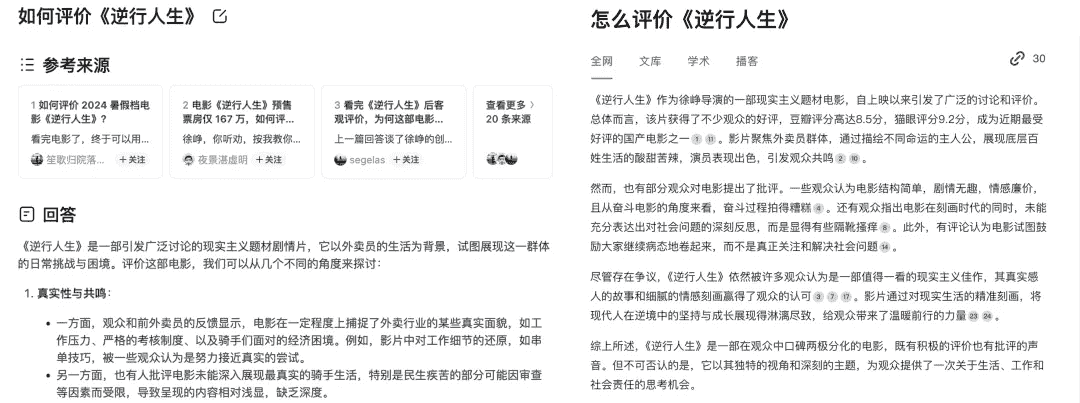 如何评价《逆行人生》
参考来源
1 如何评价 2024 暑假档电
影《逆行人生》?
看完电影了，终于可以用...
笙歌归院落... +关注
2 电影《逆行人生》预售
票房仅 167 万，如何评...
徐峥，你听劝，按我教你...
夜景湛虚明 +关注
3 看完《逆行人生》后客
观评价，为何这部电影...
上一篇回答谈了徐峥的创...
segelas +关注
查看更多 >
20 条来源
回答
《逆行人生》是一部引发广泛讨论的现实主义题材剧情片，它以外卖员的生活为背景，试图展现这一群体
的日常挑战与困境。评价这部电影，我们可以从几个不同的角度来探讨：
1. 真实性与共鸣：
• 一方面，观众和前外卖员的反馈显示，电影在一定程度上捕捉了外卖行业的某些真实面貌，如工
作压力、严格的考核制度、以及骑手们面对的经济困境。例如，影片中对工作细节的还原，如串
单技巧，被一些观众认为是努力接近真实的尝试。
• 另一方面，也有人批评电影未能深入展现最真实的骑手生活，特别是民生疾苦的部分可能因审查
等因素而受限，导致呈现的内容相对浅显，缺乏深度。
怎么评价《逆行人生》
全网 文库 学术 播客
30
《逆行人生》作为徐峥导演的一部现实主义题材电影，自上映以来引发了广泛的讨论和评价。
总体而言，该片获得了不少观众的好评，豆瓣评分高达8.5分，猫眼评分9.2分，成为近期最受
好评的国产电影之一 1 11 。影片聚焦外卖员群体，通过描绘不同命运的主人公，展现底层百
姓生活的酸甜苦辣，演员表现出色，引发观众共鸣 2 10 。
然而，也有部分观众对电影提出了批评。一些观众认为电影结构简单，剧情无趣，情感廉价，
且从奋斗电影的角度来看，奋斗过程拍得糟糕 4 。还有观众指出电影在刻画时代的同时，未能
充分表达出对社会问题的深刻反思，而是显得有些隔靴搔痒 8 。此外，有评论认为电影试图鼓
励大家继续病态地卷起来，而不是真正关注和解决社会问题 14 。
尽管存在争议，《逆行人生》依然被许多观众认为是一部值得一看的现实主义佳作，其真实感
人的故事和细腻的情感刻画赢得了观众的认可 3 7 17 。影片通过对现实生活的精准刻画，将
现代人在逆境中的坚持与成长展现得淋漓尽致，给观众带来了温暖前行的力量 23 24 。
综上所述，《逆行人生》是一部在观众中口碑两极分化的电影，既有积极的评价也有批评的声
音。但不可否认的是，它以其独特的视角和深刻的主题，为观众提供了一次关于生活、工作和
社会责任的思考机会。